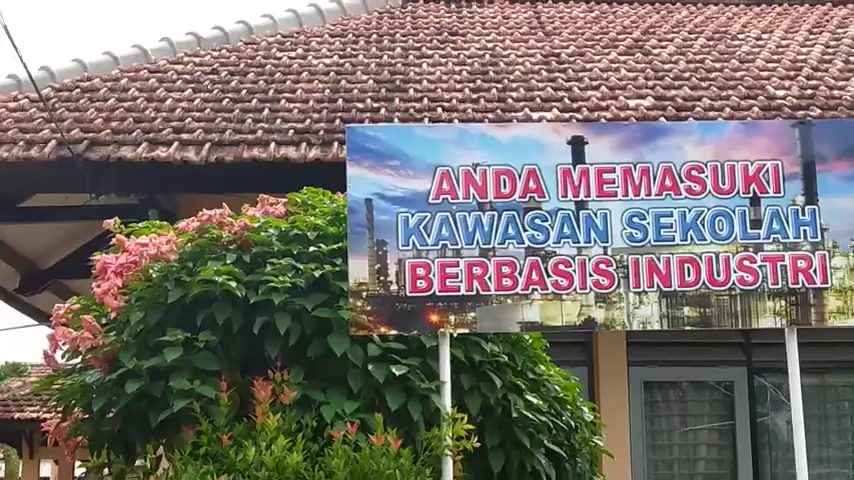 ANDA MEMASUKI
KAWASAN SEKOLAH
BERBASIS INDUSTRI